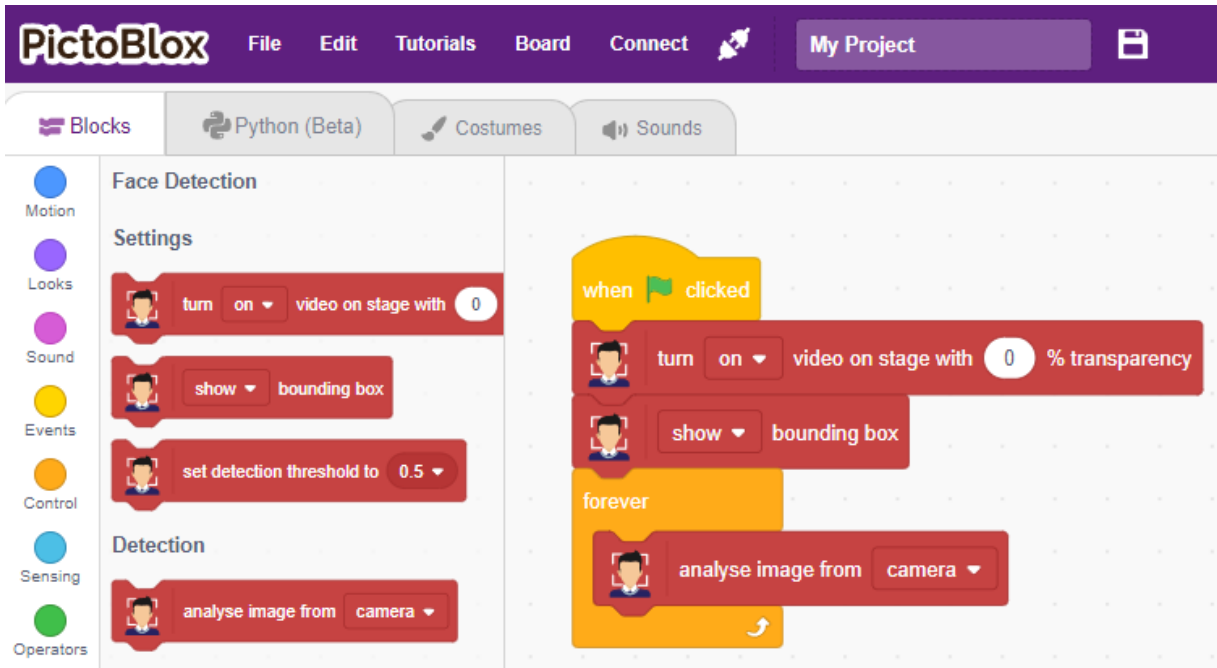 PictoBlox File Edit Tutorials Board Connect My Project
Blocks Python (Beta) Costumes Sounds
Motion
Looks
Sound
Events
Control
Sensing
Operators
Face Detection
Settings
turn on video on stage with 0
show bounding box
set detection threshold to 0.5
Detection
analyse image from camera
when clicked
turn on video on stage with 0 % transparency
show bounding box
forever
analyse image from camera